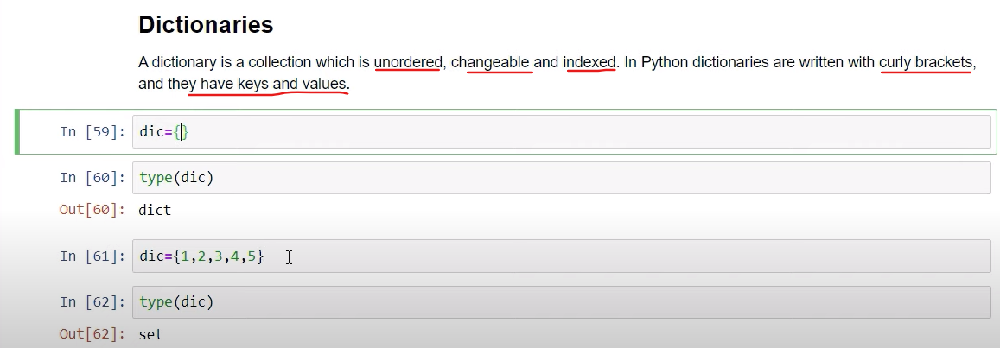 Dictionaries
A dictionary is a collection which is unordered, changeable and indexed. In Python dictionaries are written with curly brackets,
and they have keys and values.
In [59]: dic={}
In [60]: type(dic)
Out[60]: dict
In [61]: dic={1,2,3,4,5}
In [62]: type(dic)
Out[62]: set